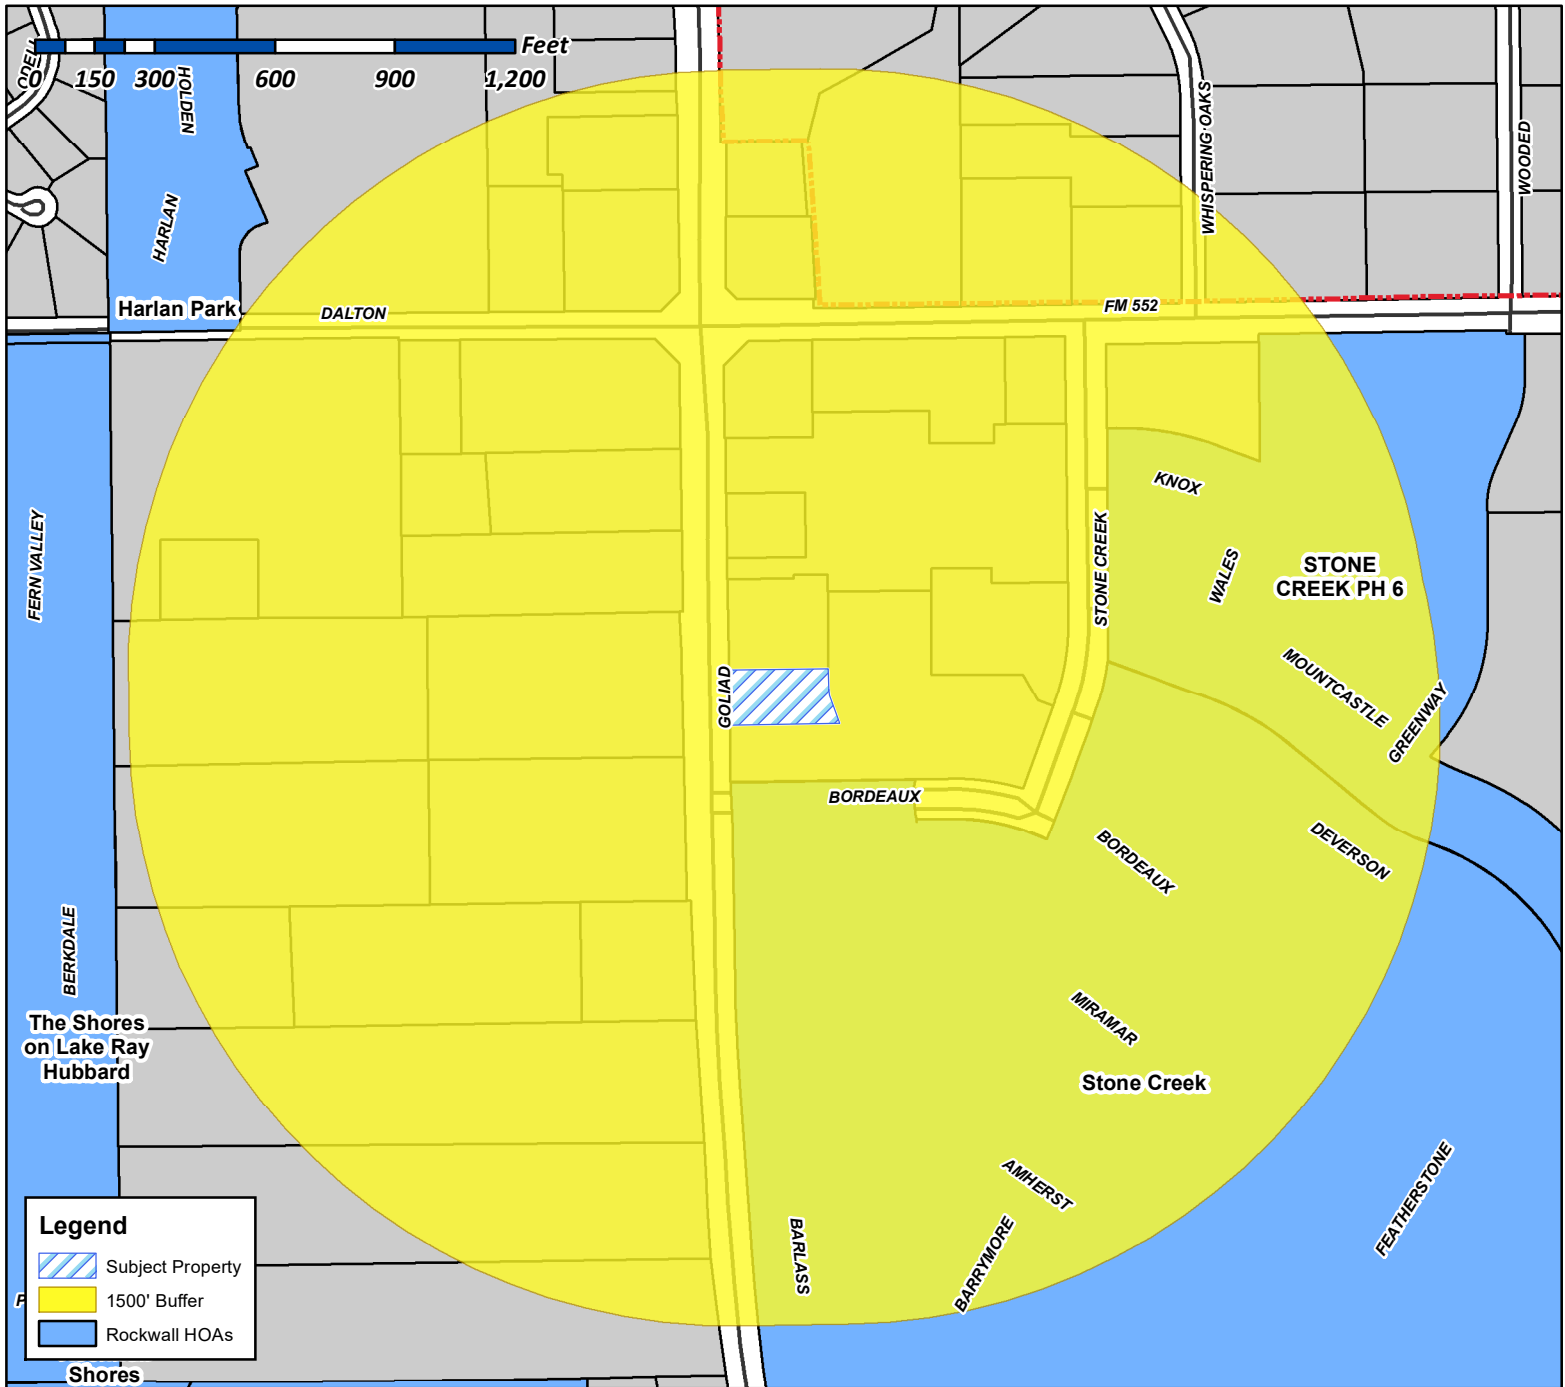 Feet
0 150 300 600 900 1,200
HOLDEN
HARLAN
WHISPERING OAKS
WOODED
Harlan Park
DALTON
FM 552
KNOX
FERN VALLEY
STONE CREEK
WALES
STONE
CREEK PH 6
GOLIAD
MOUNTCASTLE
GREENWAY
BORDEAUX
BORDEAUX
DEVERSON
BERKDALE
The Shores
on Lake Ray
Hubbard
MIRAMAR
Stone Creek
AMHERST
BARLASS
BARRYMORE
FEATHERSTONE
Legend
Subject Property
1500' Buffer
Rockwall HOAs
Shores